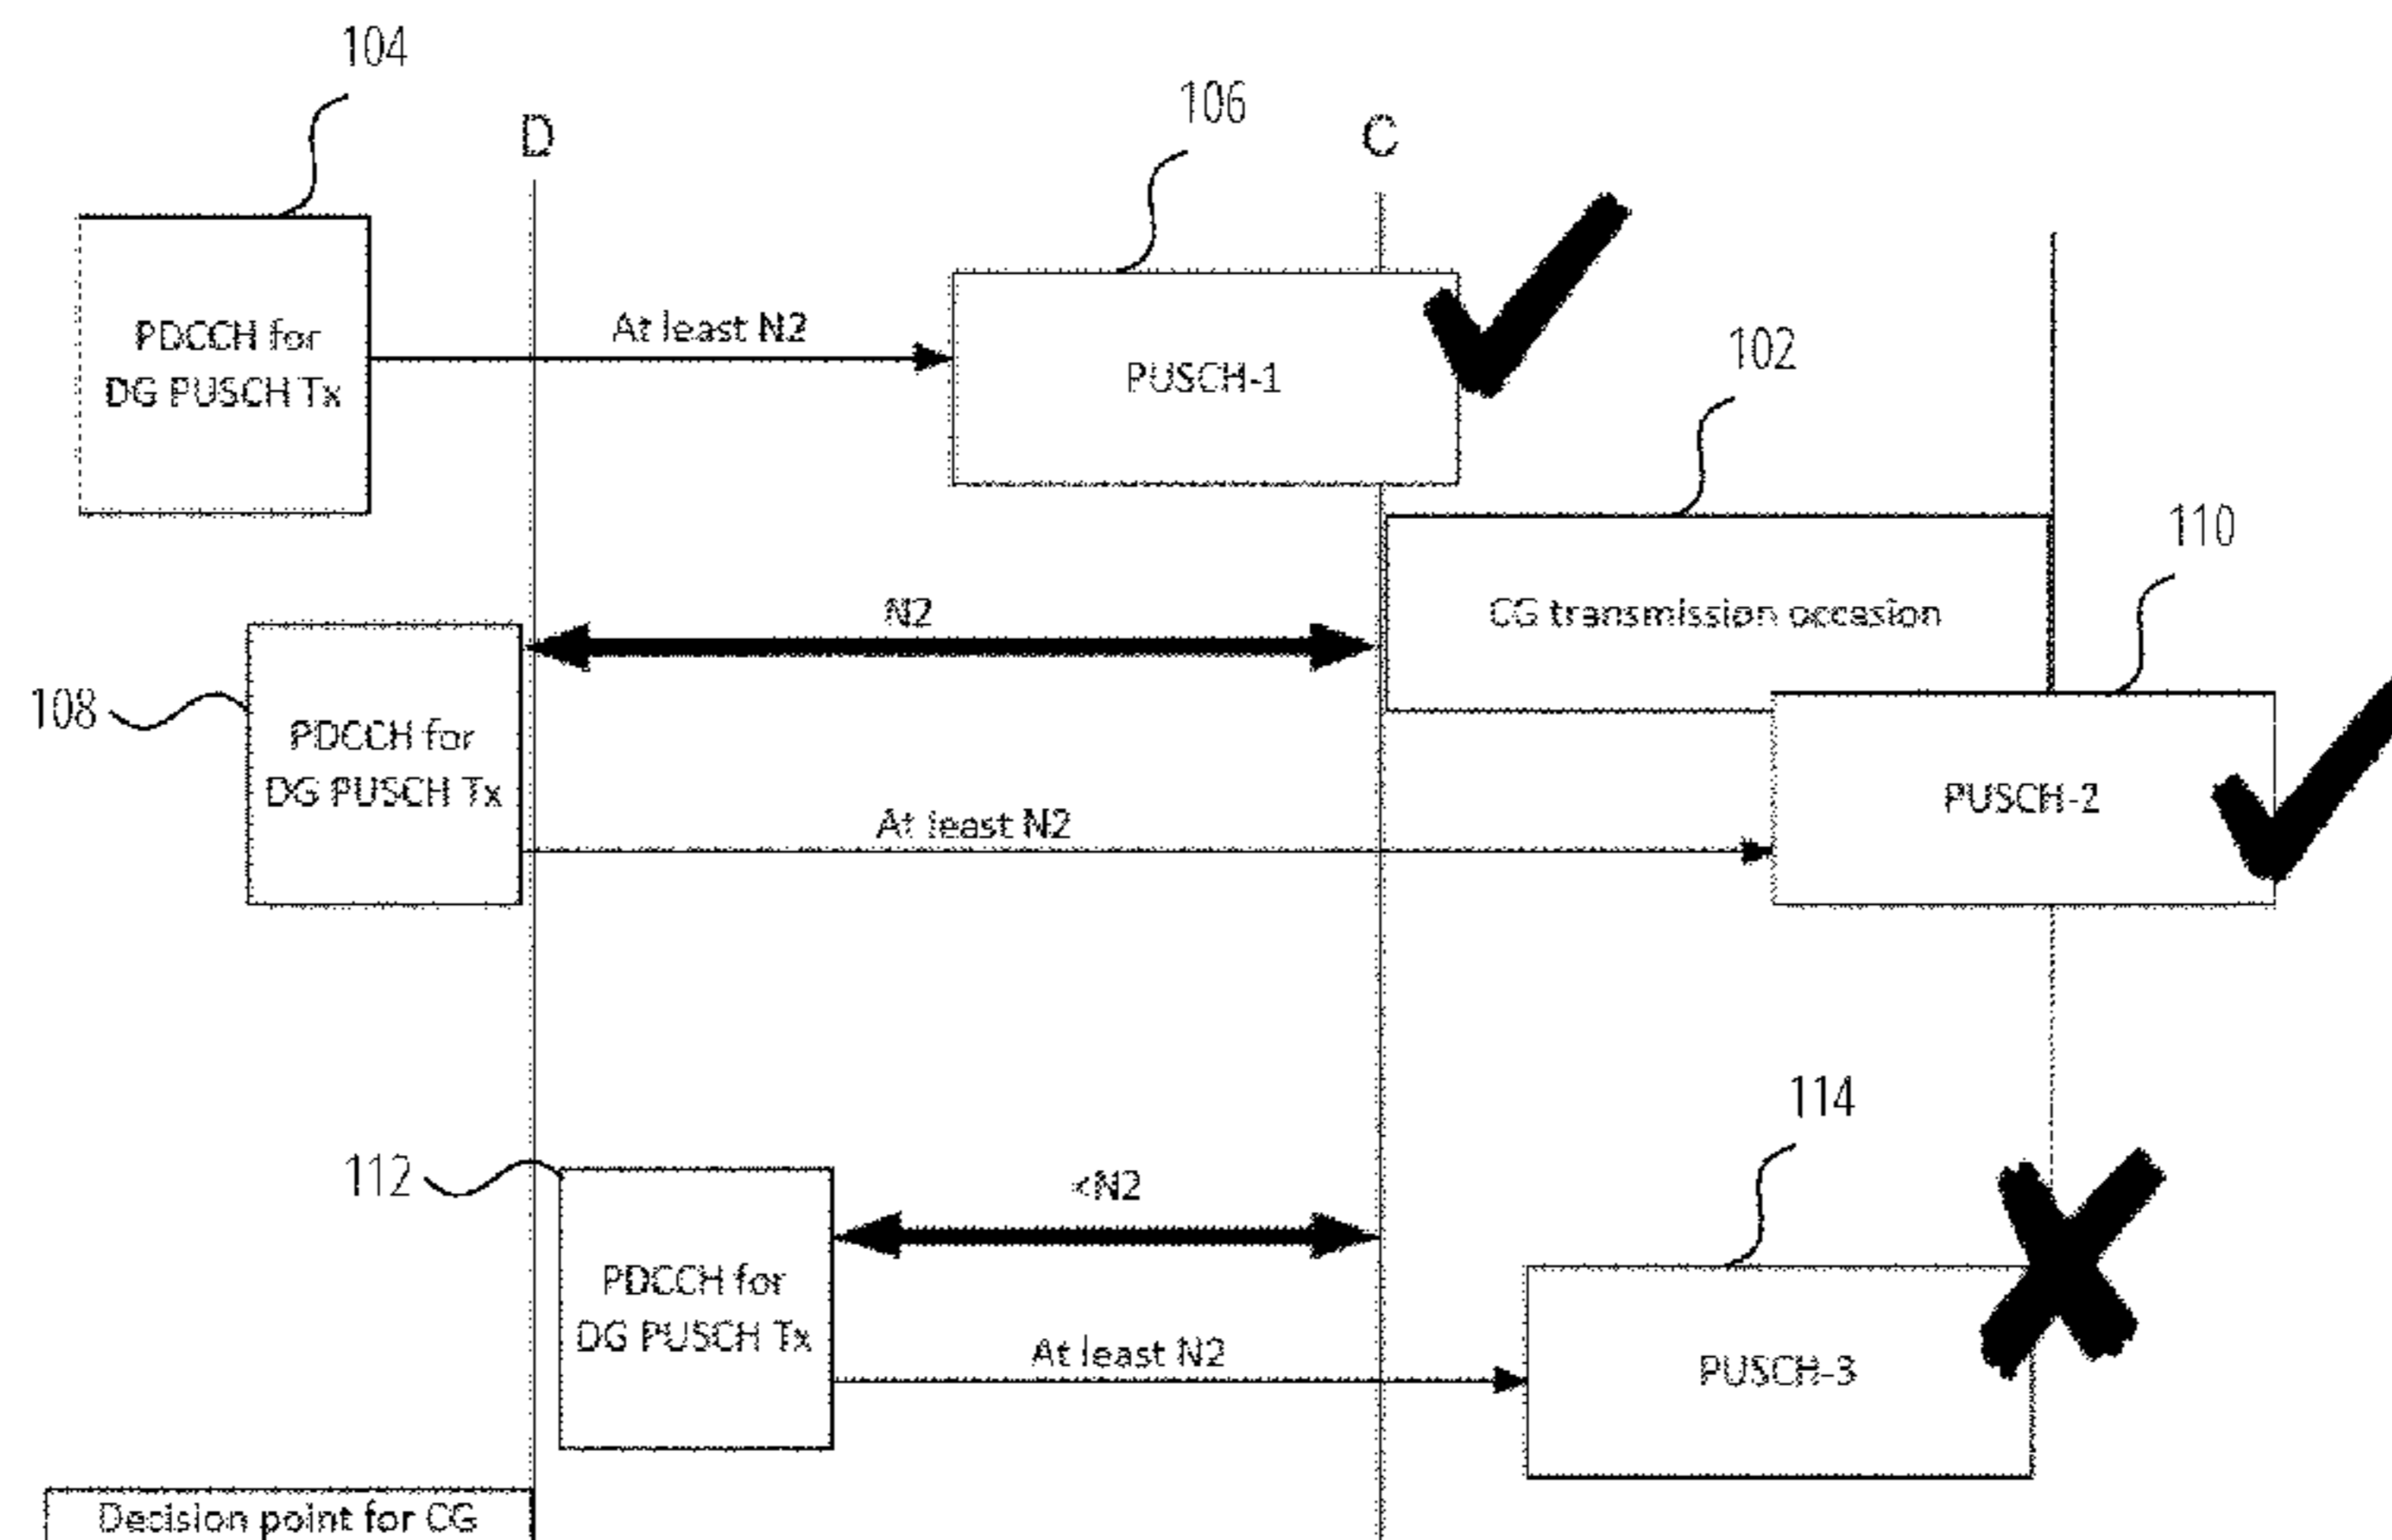 104
D
106
C
PDCCH for
DG PUSCH Tx
At least N2
PUSCH-1
102
110
N2
CG transmission occasion
108
PDCCH for
DG PUSCH Tx
At least N2
PUSCH-2
114
112
<N2
PDCCH for
DG PUSCH Tx
At least N2
PUSCH-3
Decision point for CG